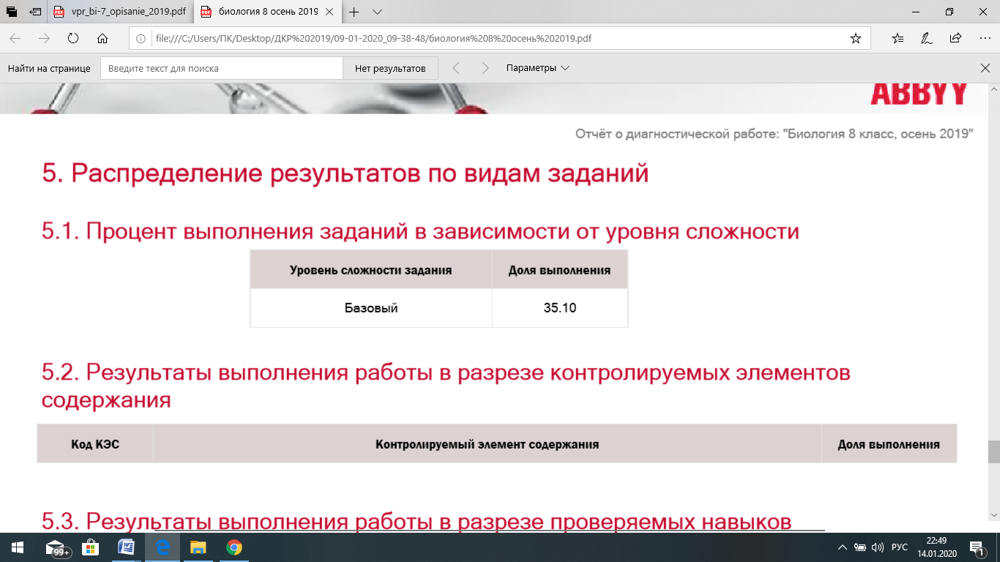 vpr_bi-7_opisanie_2019.pdf
биология 8 осень 2019
file:///C:/Users/ПК/Desktop/ДКР%202019/09-01-2020_09-38-48/биология%208%20осень%202019.pdf
Найти на странице
Введите текст для поиска
Нет результатов
Параметры
ABBYY
Отчёт о диагностической работе: "Биология 8 класс, осень 2019"
5. Распределение результатов по видам заданий
5.1. Процент выполнения заданий в зависимости от уровня сложности
Уровень сложности задания Доля выполнения
Базовый 35.10
5.2. Результаты выполнения работы в разрезе контролируемых элементов
содержания
Код КЭС Контролируемый элемент содержания Доля выполнения
5.3. Результаты выполнения работы в разрезе проверяемых навыков
99+
РУС
22:49
14.01.2020
1